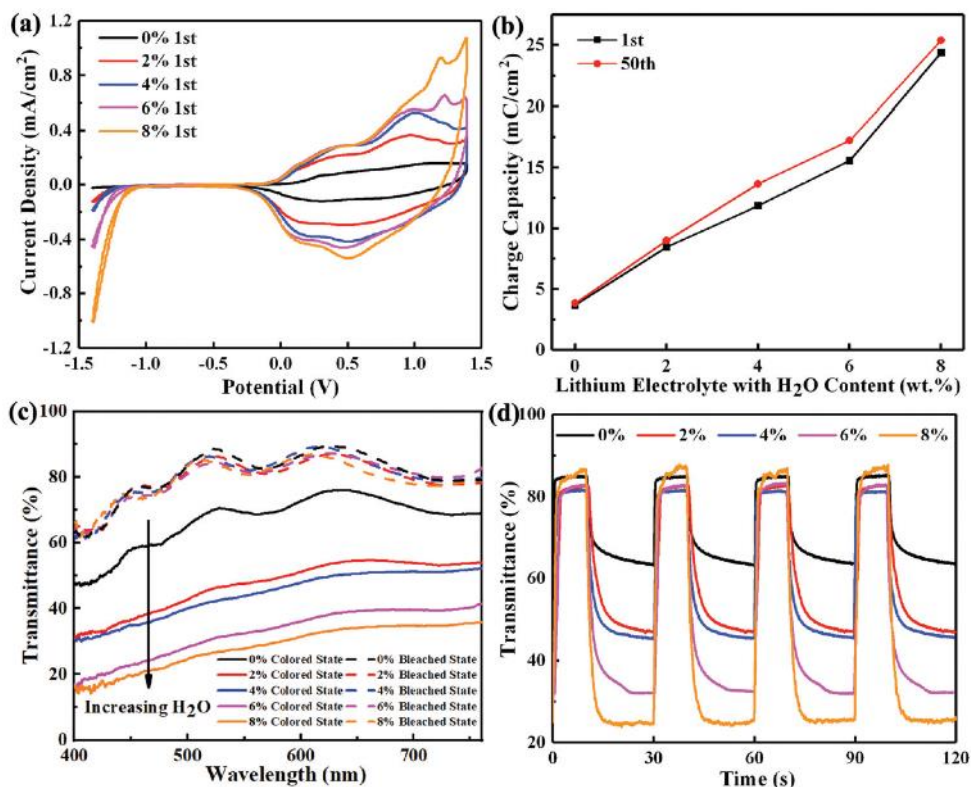 (a)
0% 1st
2% 1st
4% 1st
6% 1st
8% 1st
Current Density (mA/cm²)
1.2
0.8
0.4
0.0
-0.4
-0.8
-1.2
-1.5
-1.0
-0.5
0.0
0.5
1.0
1.5
Potential (V)
(b)
1st
50th
Charge Capacity (mC/cm²)
25
20
15
10
5
0
0
2
4
6
8
Lithium Electrolyte with H2O Content (wt.%)
(c)
Transmittance (%)
100
80
60
40
20
0
Increasing H₂O
0% Colored State
0% Bleached State
2% Colored State
2% Bleached State
4% Colored State
4% Bleached State
6% Colored State
6% Bleached State
8% Colored State
8% Bleached State
400
500
600
700
Wavelength (nm)
(d)
0%
2%
4%
6%
8%
Transmittance (%)
100
80
60
40
20
0
30
60
90
120
Time (s)